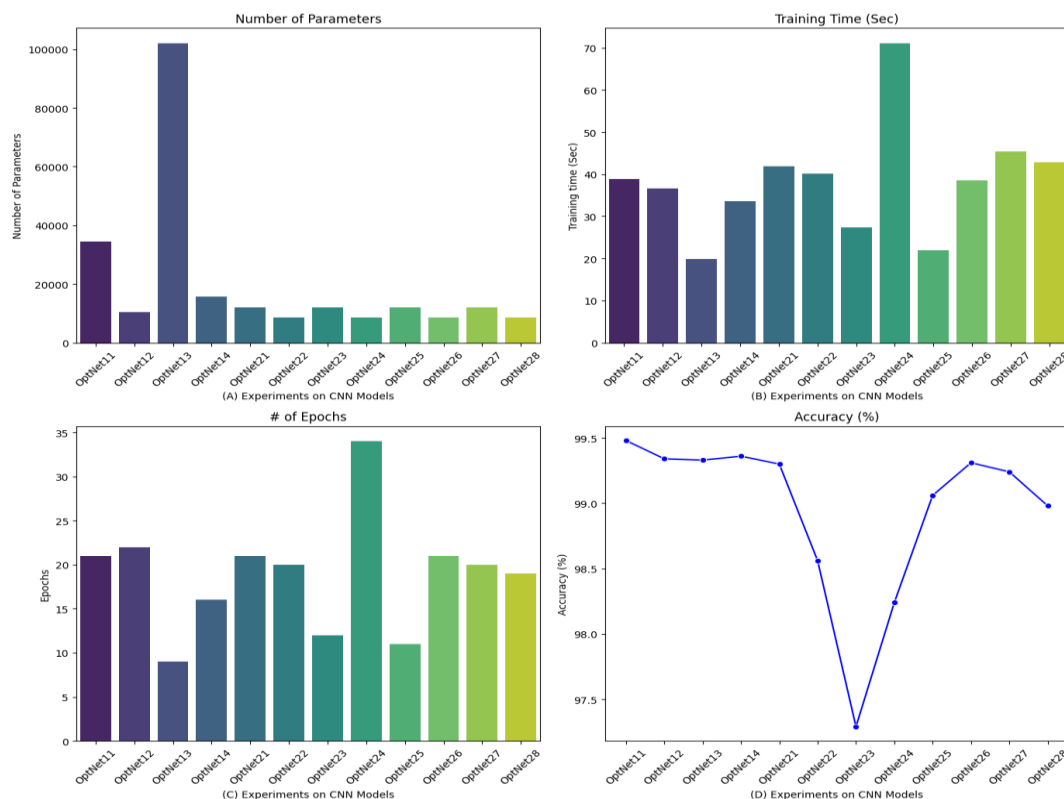 Number of Parameters
Number of Parameters
100000
80000
60000
40000
20000
0
OptNet11
OptNet12
OptNet13
OptNet14
OptNet21
OptNet22
OptNet23
OptNet24
OptNet25
OptNet26
OptNet27
OptNet28
(A) Experiments on CNN Models
Training Time (Sec)
Training time (Sec)
70
60
50
40
30
20
10
0
OptNet11
OptNet12
OptNet13
OptNet14
OptNet21
OptNet22
OptNet23
OptNet24
OptNet25
OptNet26
OptNet27
OptNet28
(B) Experiments on CNN Models
# of Epochs
Epochs
35
30
25
20
15
10
5
0
OptNet11
OptNet12
OptNet13
OptNet14
OptNet21
OptNet22
OptNet23
OptNet24
OptNet25
OptNet26
OptNet27
OptNet28
(C) Experiments on CNN Models
Accuracy (%)
Accuracy (%)
99.5
99.0
98.5
98.0
97.5
OptNet11
OptNet12
OptNet13
OptNet14
OptNet21
OptNet22
OptNet23
OptNet24
OptNet25
OptNet26
OptNet27
OptNet28
(D) Experiments on CNN Models